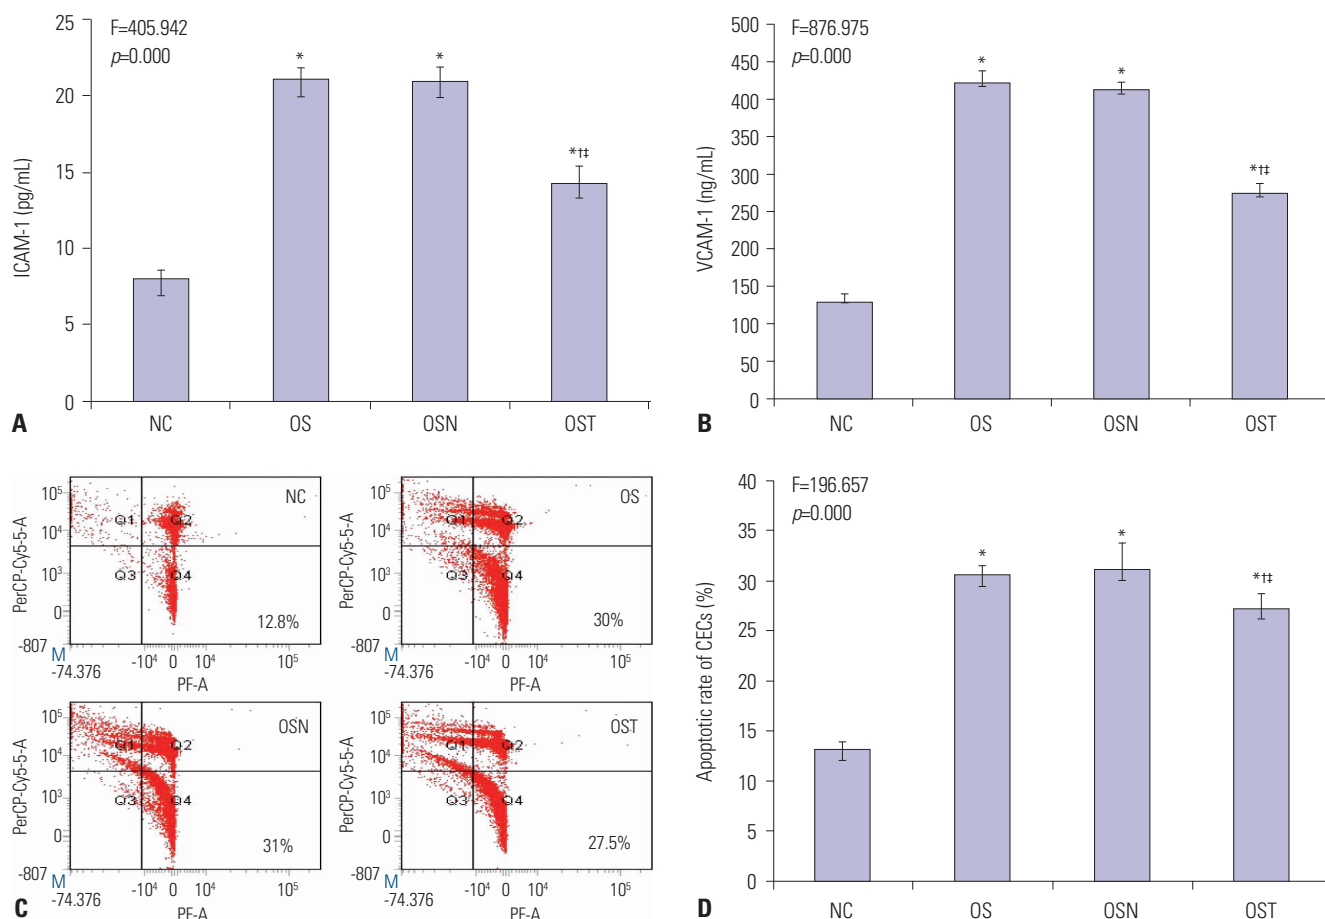 F=405.942
p=0.000
ICAM-1 (pg/mL)
25
20
15
10
5
0
*
*
*†‡
NC OS OSN OST
A
F=876.975
p=0.000
VCAM-1 (ng/mL)
500
450
400
350
300
250
200
150
100
50
0
*
*
*†‡
NC OS OSN OST
B
PerCP-Cy5-5-A
10⁵
10⁴
10³
0
-807
NC
Q1 Q2
Q3 Q4
12.8%
M
-74.376
-10⁴ 0 10⁴ 10⁵
PF-A
PerCP-Cy5-5-A
10⁵
10⁴
10³
0
-807
OS
Q1 Q2
Q3 Q4
30%
M
-74.376
-10⁴ 0 10⁴ 10⁵
PF-A
PerCP-Cy5-5-A
10⁵
10⁴
10³
0
-807
OSN
Q1 Q2
Q3 Q4
31%
M
-74.376
-10⁴ 0 10⁴ 10⁵
PF-A
PerCP-Cy5-5-A
10⁵
10⁴
10³
0
-807
OST
Q1 Q2
Q3 Q4
27.5%
M
-74.376
-10⁴ 0 10⁴ 10⁵
PF-A
C
F=196.657
p=0.000
Apoptotic rate of CECs (%)
40
35
30
25
20
15
10
5
0
*
*
*†‡
NC OS OSN OST
D